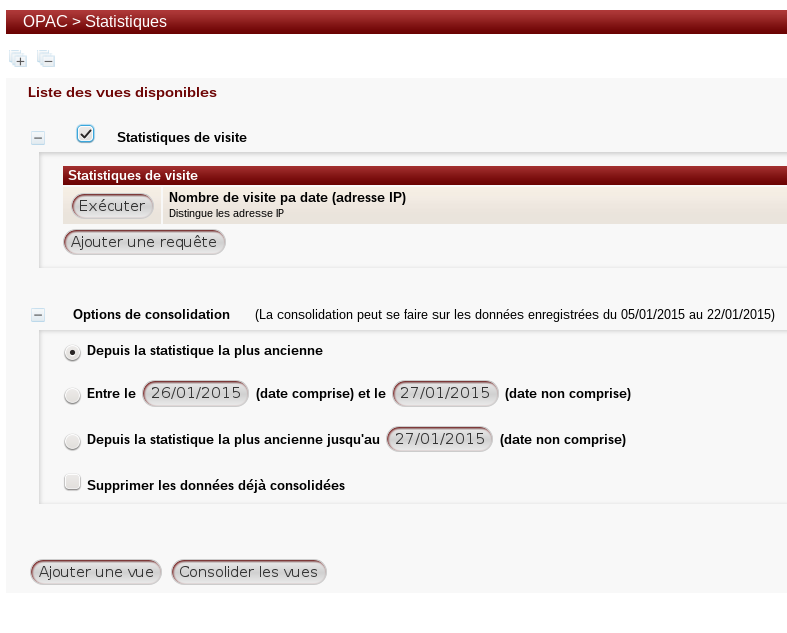 OPAC > Statistiques
Liste des vues disponibles
Statistiques de visite
Statistiques de visite
Exécuter
Nombre de visite pa date (adresse IP)
Distingue les adresse IP
Ajouter une requête
Options de consolidation (La consolidation peut se faire sur les données enregistrées du 05/01/2015 au 22/01/2015)
Depuis la statistique la plus ancienne
Entre le 26/01/2015 (date comprise) et le 27/01/2015 (date non comprise)
Depuis la statistique la plus ancienne jusqu'au 27/01/2015 (date non comprise)
Supprimer les données déjà consolidées
Ajouter une vue Consolider les vues